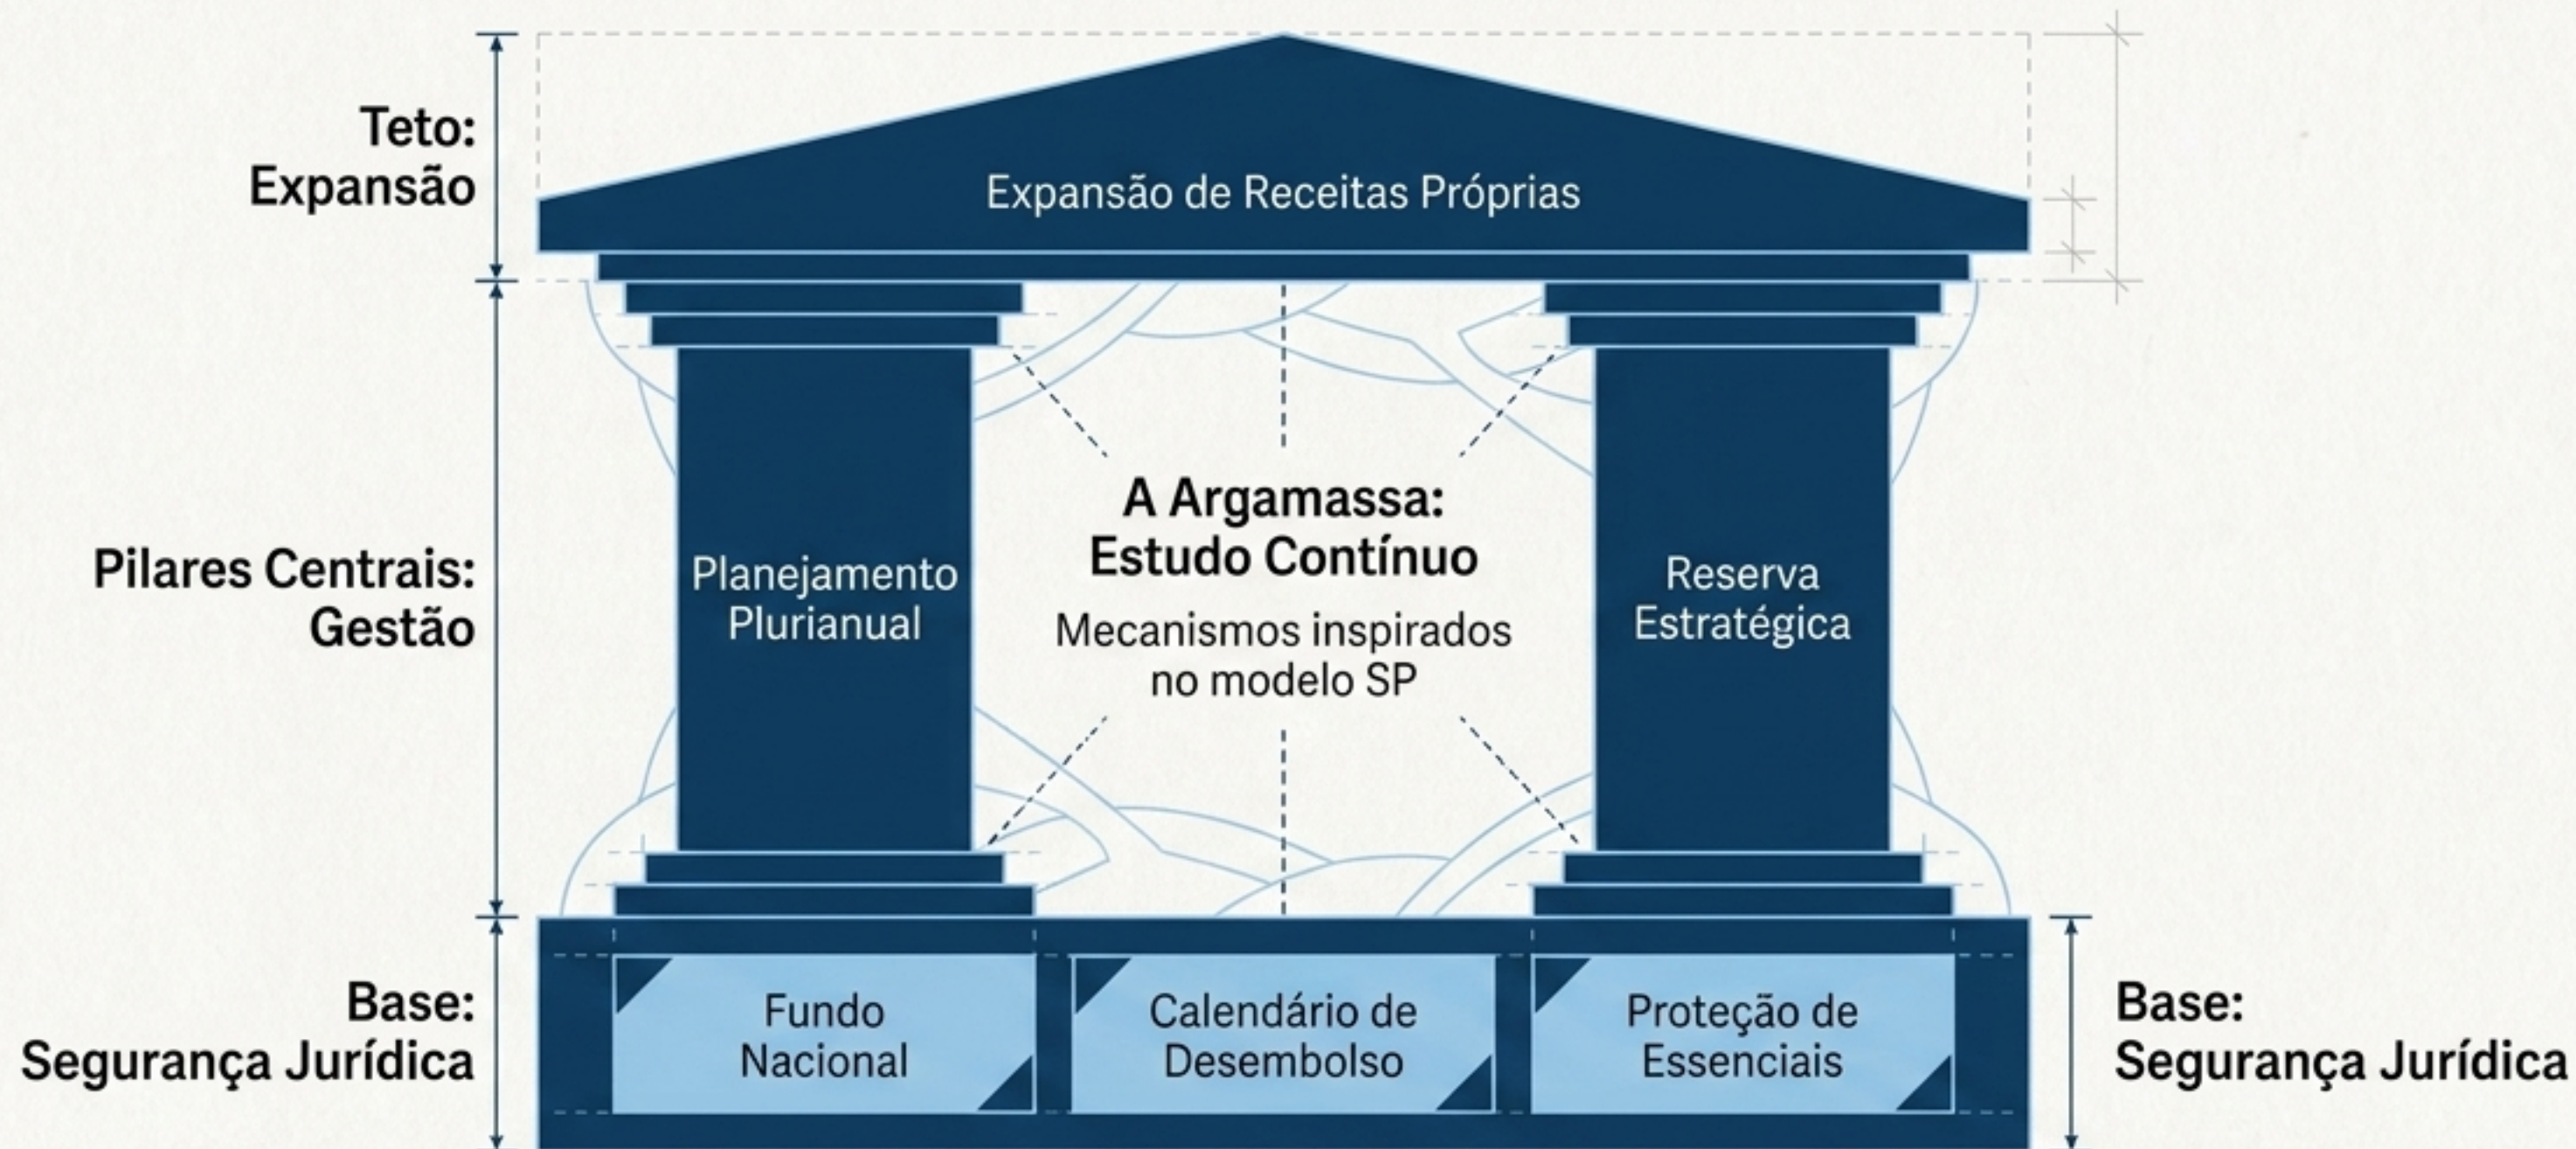 Teto:
Expansão
Expansão de Receitas Próprias
Pilares Centrais:
Gestão
Planejamento
Plurianual
A Argamassa:
Estudo Contínuo
Mecanismos inspirados
no modelo SP
Reserva
Estratégica
Base:
Segurança Jurídica
Fundo
Nacional
Calendário de
Desembolso
Proteção de
Essenciais
Base:
Segurança Jurídica